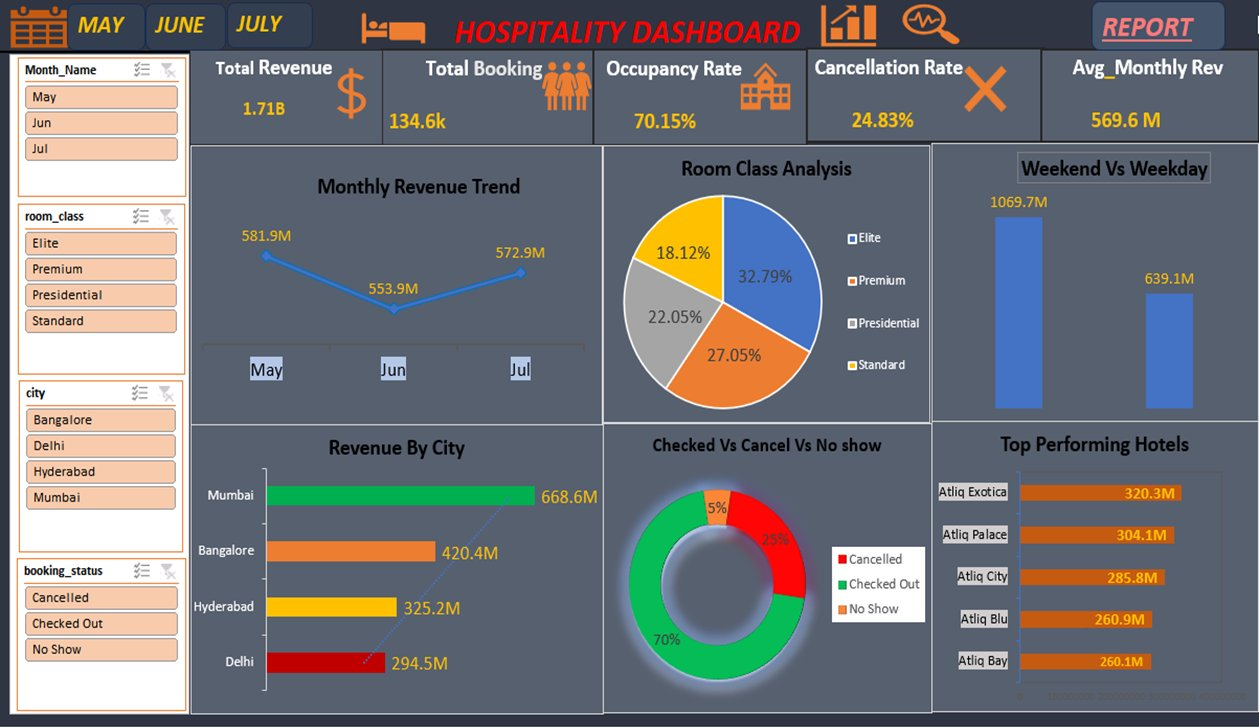 MAY
JUNE
JULY
HOSPITALITY DASHBOARD
REPORT
Month_Name
May
Jun
Jul
room_class
Elite
Premium
Presidential
Standard
city
Bangalore
Delhi
Hyderabad
Mumbai
booking_status
Cancelled
Checked Out
No Show
Total Revenue
1.71B
$
Total Booking
134.6k
Occupancy Rate
70.15%
Cancellation Rate
24.83%
Avg_Monthly Rev
569.6 M
Monthly Revenue Trend
581.9M
553.9M
572.9M
May
Jun
Jul
Room Class Analysis
32.79%
27.05%
22.05%
18.12%
Elite
Premium
Presidential
Standard
Weekend Vs Weekday
1069.7M
639.1M
Revenue By City
Mumbai
668.6M
Bangalore
420.4M
Hyderabad
325.2M
Delhi
294.5M
Checked Vs Cancel Vs No show
5%
25%
70%
Cancelled
Checked Out
No Show
Top Performing Hotels
Atliq Exotica
320.3M
Atliq Palace
304.1M
Atliq City
285.8M
Atliq Blu
260.9M
Atliq Bay
260.1M